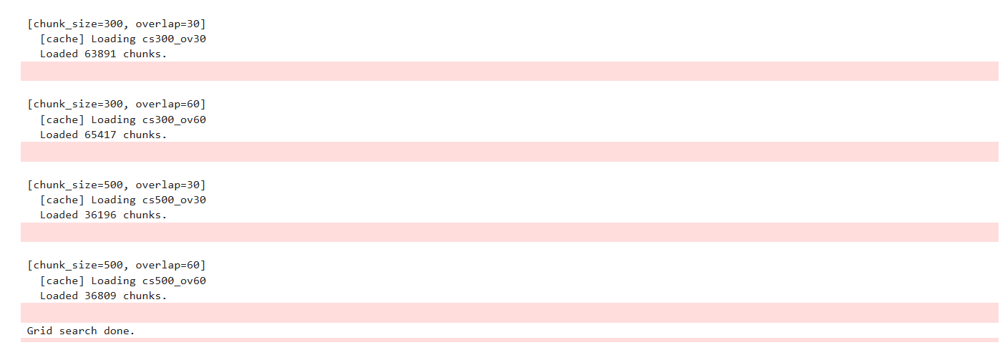 [chunk_size=300, overlap=30]
[cache] Loading cs300_ov30
Loaded 63891 chunks.
[chunk_size=300, overlap=60]
[cache] Loading cs300_ov60
Loaded 65417 chunks.
[chunk_size=500, overlap=30]
[cache] Loading cs500_ov30
Loaded 36196 chunks.
[chunk_size=500, overlap=60]
[cache] Loading cs500_ov60
Loaded 36809 chunks.
Grid search done.